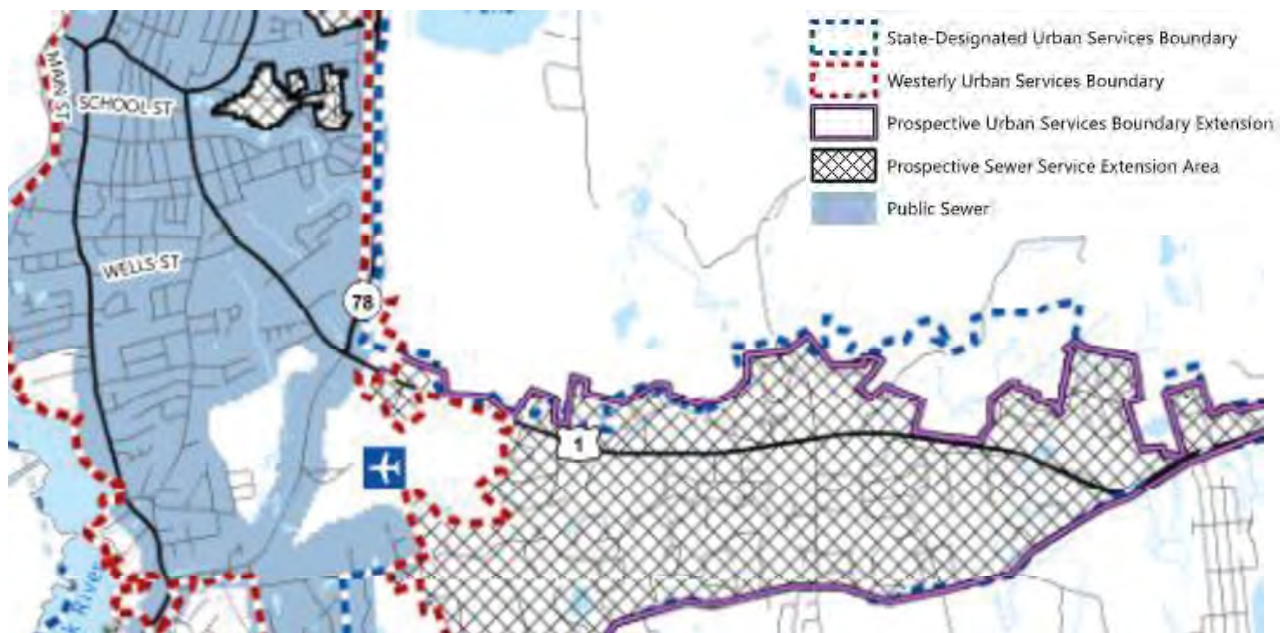 State-Designated Urban Services Boundary
Westerly Urban Services Boundary
Prospective Urban Services Boundary Extension
Prospective Sewer Service Extension Area
Public Sewer
MAIN ST
SCHOOL ST
WELLS ST
78
1
River